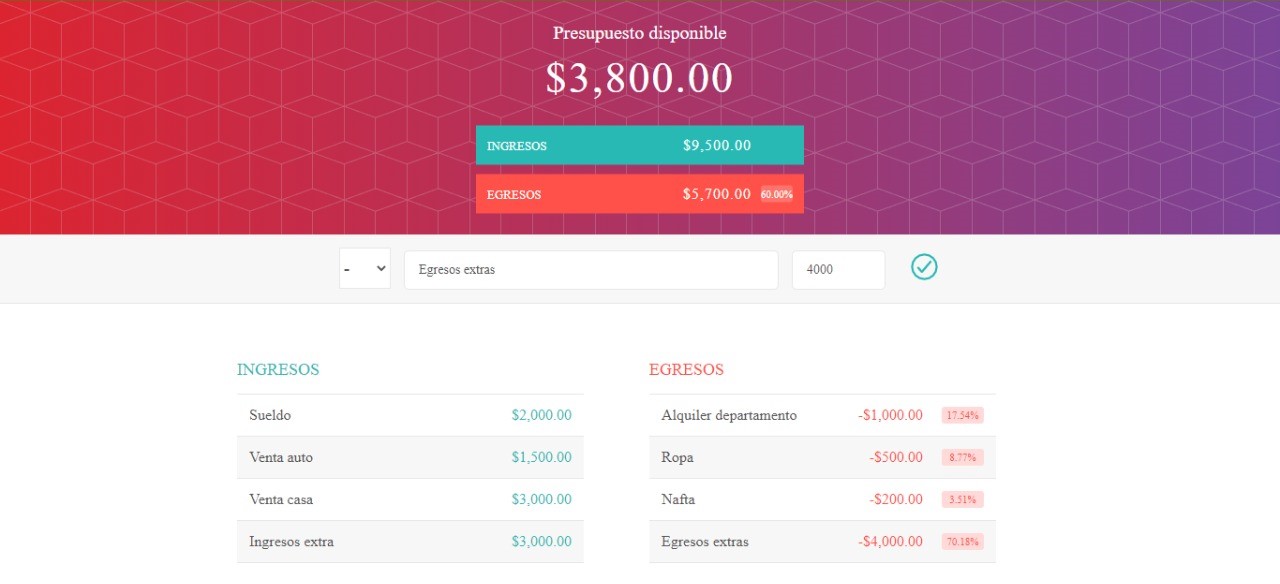 Presupuesto disponible
$3,800.00
INGRESOS $9,500.00
EGRESOS $5,700.00 60.00%
- Egresos extras 4000
INGRESOS
Sueldo $2,000.00
Venta auto $1,500.00
Venta casa $3,000.00
Ingresos extra $3,000.00
EGRESOS
Alquiler departamento -$1,000.00 17.54%
Ropa -$500.00 8.77%
Nafta -$200.00 3.51%
Egresos extras -$4,000.00 70.18%